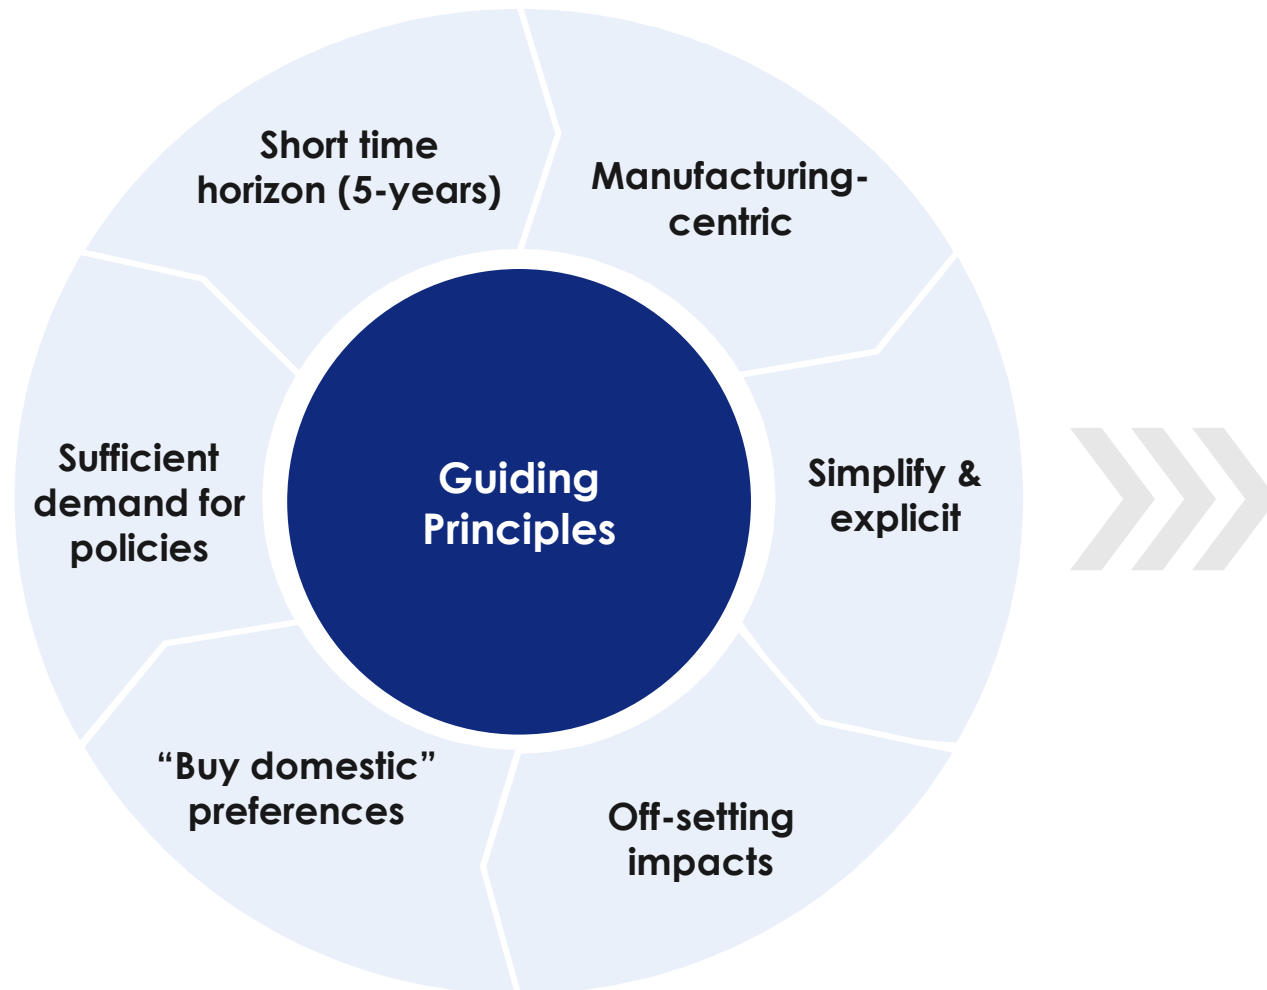 Short time
horizon (5-years)
Manufacturing-
centric
Sufficient
demand for
policies
Guiding
Principles
Simplify &
explicit
“Buy domestic”
preferences
Off-setting
impacts